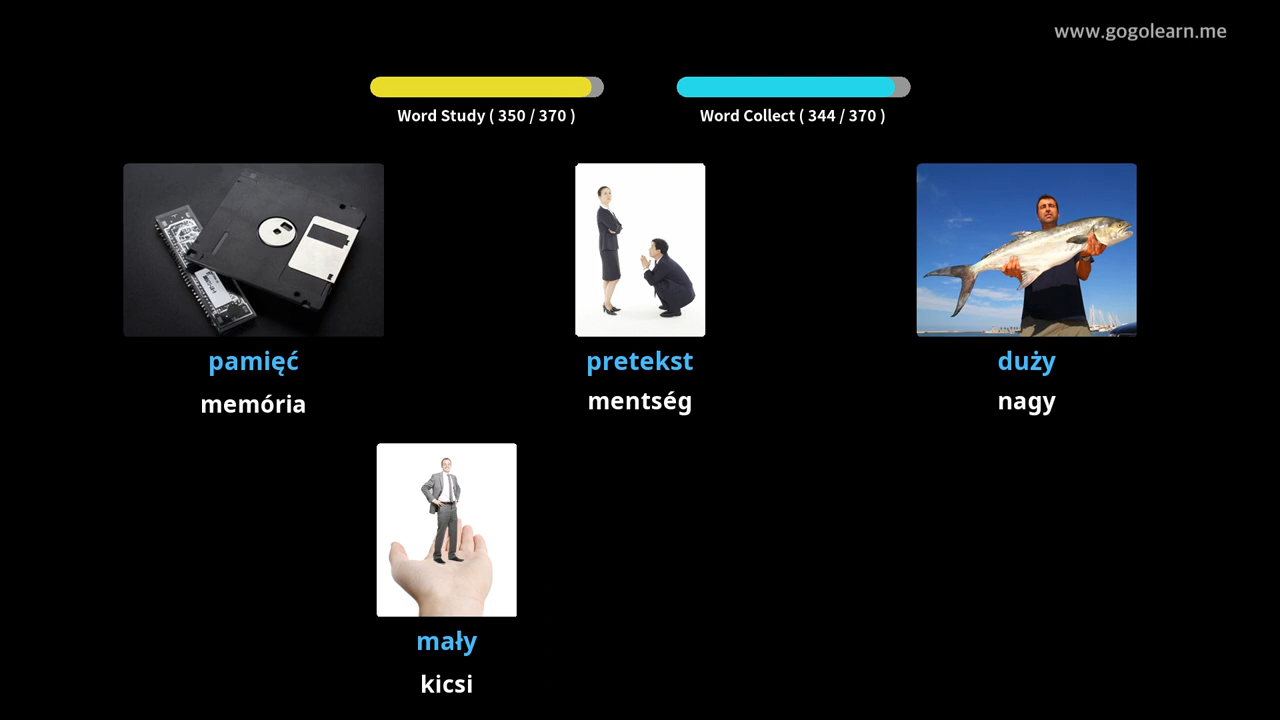 www.gogolearn.me
Word Study ( 350 / 370 )
Word Collect ( 344 / 370 )
pamięć
memória
pretekst
mentség
duży
nagy
mały
kicsi